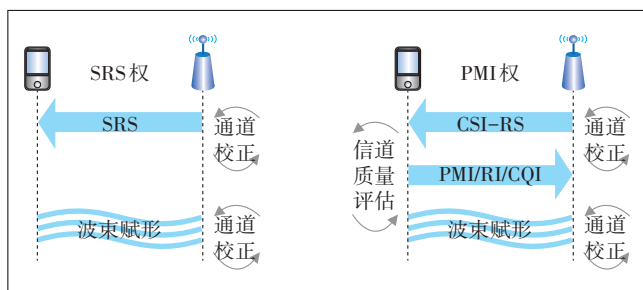 SRS权
SRS
通道
校正
波束赋形
通道
校正
PMI权
CSI-RS
通道
校正
信道
质量
评估
PMI/RI/CQI
波束赋形
通道
校正